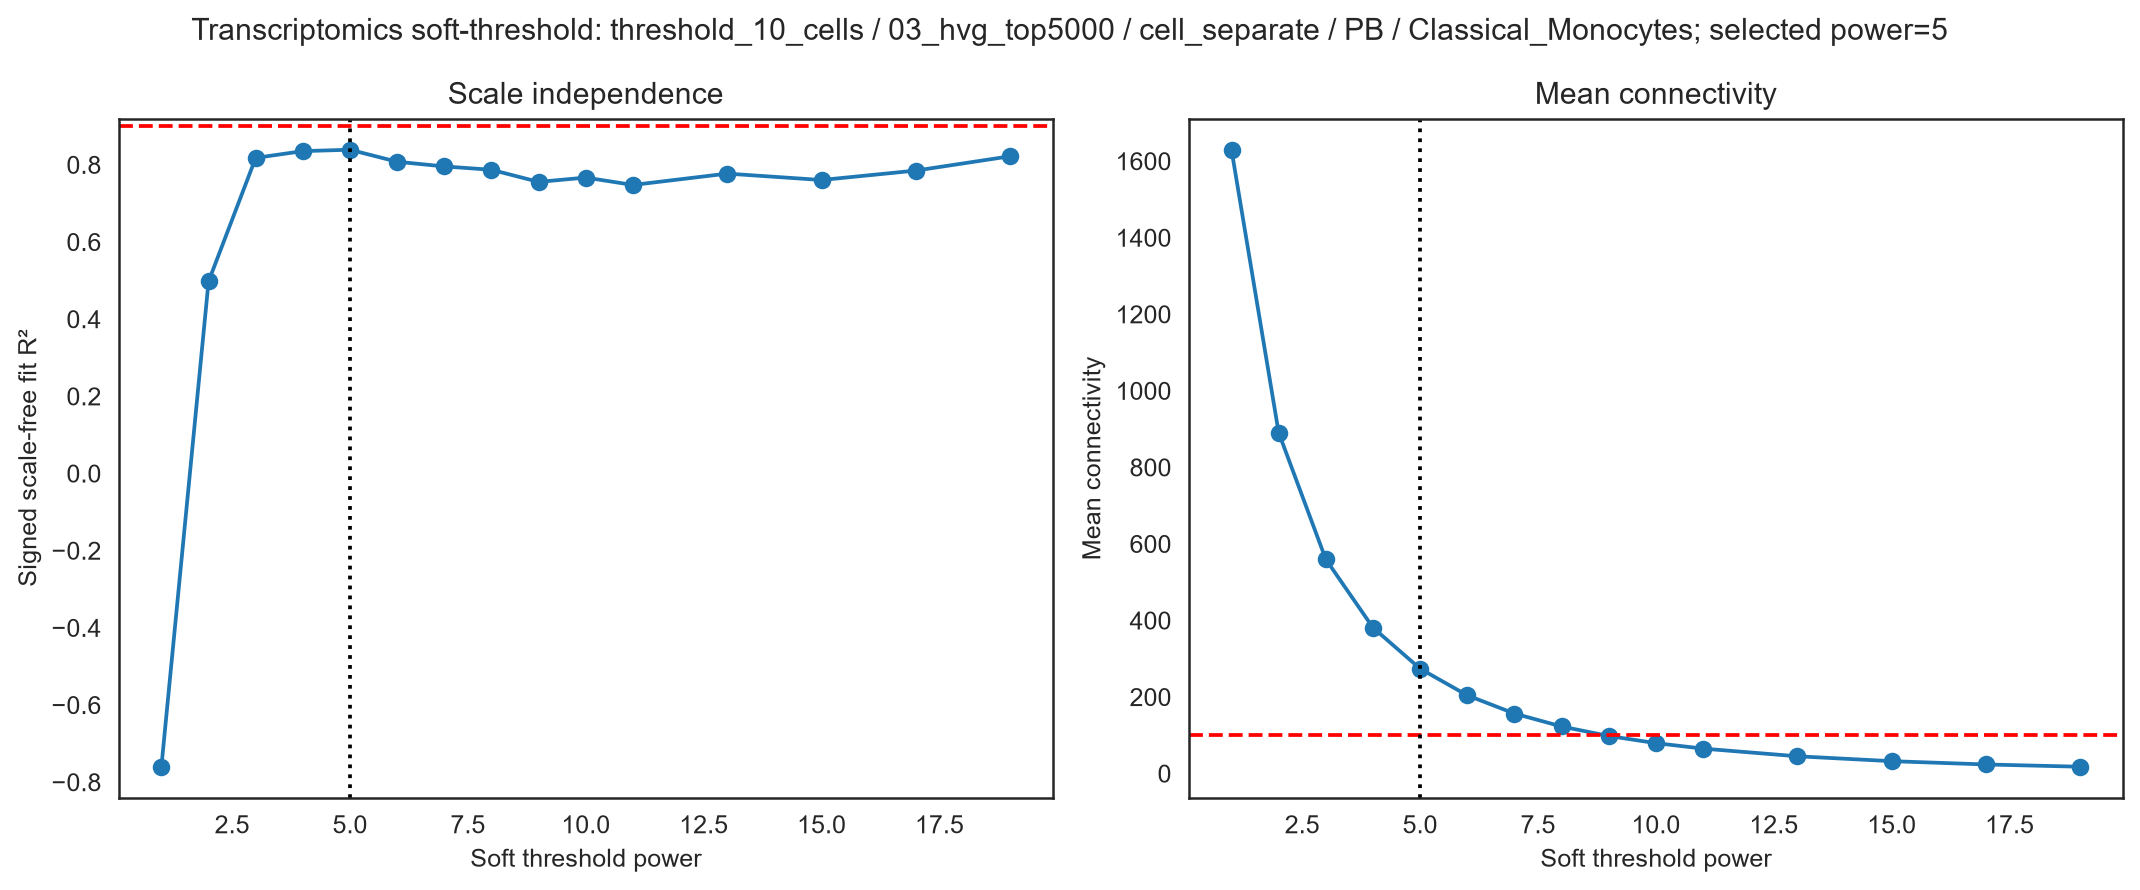 Transcriptomics soft-threshold: threshold_10_cells / 03_hvg_top5000 / cell_separate / PB / Classical_Monocytes; selected power=5
Scale independence
Signed scale-free fit R²
0.8
0.6
0.4
0.2
0.0
−0.2
−0.4
−0.6
−0.8
2.5 5.0 7.5 10.0 12.5 15.0 17.5
Soft threshold power
Mean connectivity
Mean connectivity
1600
1400
1200
1000
800
600
400
200
0
2.5 5.0 7.5 10.0 12.5 15.0 17.5
Soft threshold power